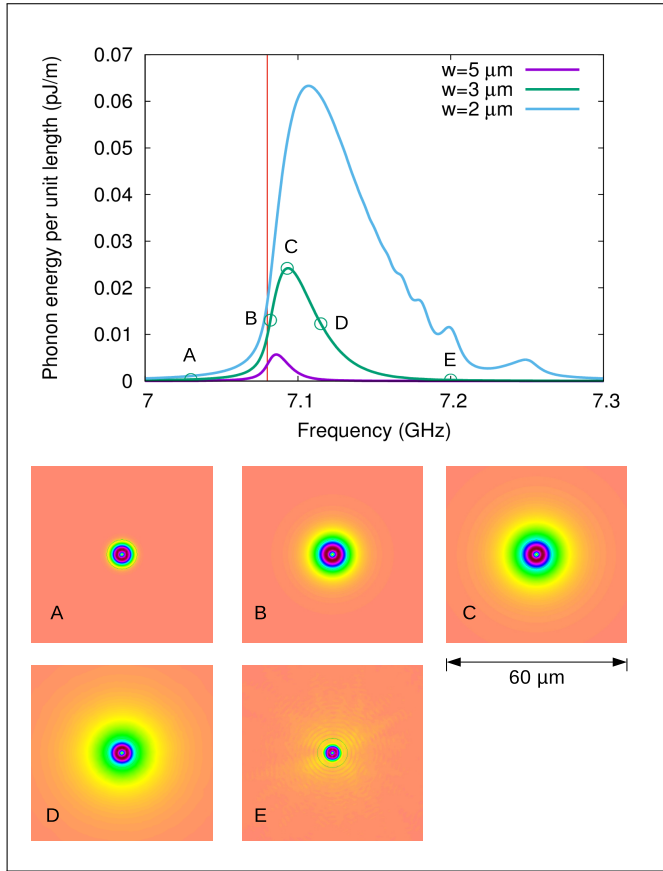 0.07
0.06
0.05
0.04
0.03
0.02
0.01
0
7
7.1
7.2
7.3
Phonon energy per unit length (pJ/m)
Frequency (GHz)
w=5 μm
w=3 μm
w=2 μm
A
B
C
D
E
A
B
C
60 μm
D
E